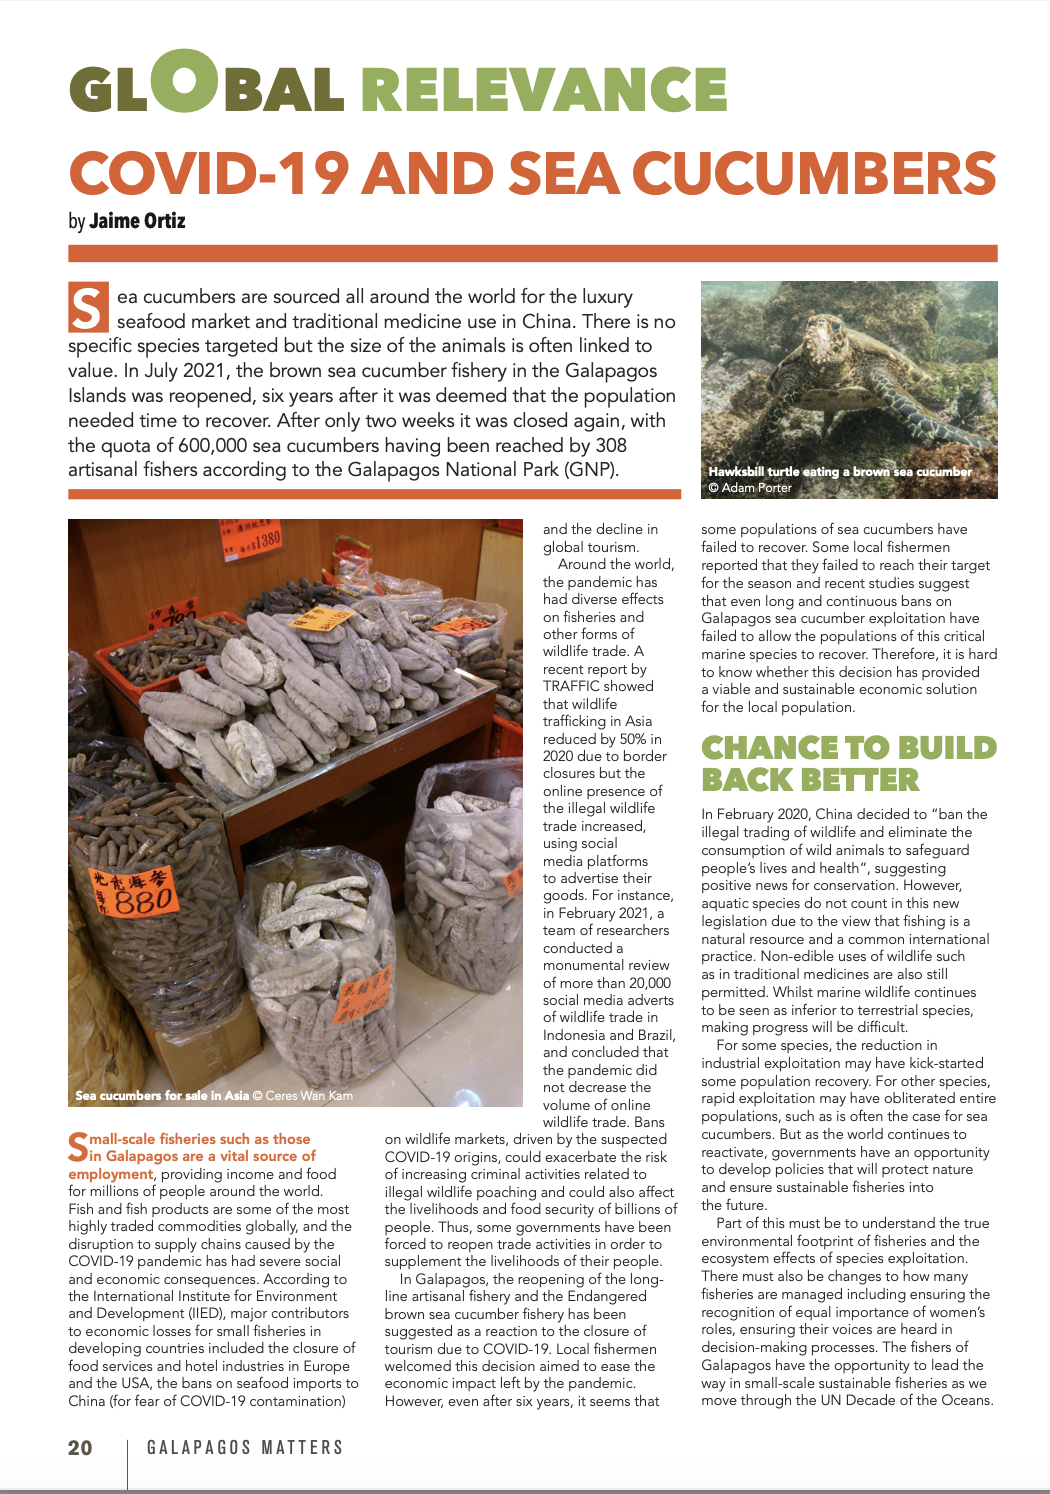 GLOBAL RELEVANCE
COVID-19 AND SEA CUCUMBERS
by Jaime Ortiz
Sea cucumbers are sourced all around the world for the luxury
seafood market and traditional medicine use in China. There is no
specific species targeted but the size of the animals is often linked to
value. In July 2021, the brown sea cucumber fishery in the Galapagos
Islands was reopened, six years after it was deemed that the population
needed time to recover. After only two weeks it was closed again, with
the quota of 600,000 sea cucumbers having been reached by 308
artisanal fishers according to the Galapagos National Park (GNP).
Hawksbill turtle eating a brown sea cucumber
© Adam Porter
$1380
790
880
Sea cucumbers for sale in Asia © Ceres Wan Kam
Small-scale fisheries such as those
in Galapagos are a vital source of
employment, providing income and food
for millions of people around the world.
Fish and fish products are some of the most
highly traded commodities globally, and the
disruption to supply chains caused by the
COVID-19 pandemic has had severe social
and economic consequences. According to
the International Institute for Environment
and Development (IIED), major contributors
to economic losses for small fisheries in
developing countries included the closure of
food services and hotel industries in Europe
and the USA, the bans on seafood imports to
China (for fear of COVID-19 contamination)
and the decline in
global tourism.
Around the world,
the pandemic has
had diverse effects
on fisheries and
other forms of
wildlife trade. A
recent report by
TRAFFIC showed
that wildlife
trafficking in Asia
reduced by 50% in
2020 due to border
closures but the
online presence of
the illegal wildlife
trade increased,
using social
media platforms
to advertise their
goods. For instance,
in February 2021, a
team of researchers
conducted a
monumental review
of more than 20,000
social media adverts
of wildlife trade in
Indonesia and Brazil,
and concluded that
the pandemic did
not decrease the
volume of online
wildlife trade. Bans
on wildlife markets, driven by the suspected
COVID-19 origins, could exacerbate the risk
of increasing criminal activities related to
illegal wildlife poaching and could also affect
the livelihoods and food security of billions of
people. Thus, some governments have been
forced to reopen trade activities in order to
supplement the livelihoods of their people.
In Galapagos, the reopening of the long-
line artisanal fishery and the Endangered
brown sea cucumber fishery has been
suggested as a reaction to the closure of
tourism due to COVID-19. Local fishermen
welcomed this decision aimed to ease the
economic impact left by the pandemic.
However, even after six years, it seems that
some populations of sea cucumbers have
failed to recover. Some local fishermen
reported that they failed to reach their target
for the season and recent studies suggest
that even long and continuous bans on
Galapagos sea cucumber exploitation have
failed to allow the populations of this critical
marine species to recover. Therefore, it is hard
to know whether this decision has provided
a viable and sustainable economic solution
for the local population.
CHANCE TO BUILD
BACK BETTER
In February 2020, China decided to “ban the
illegal trading of wildlife and eliminate the
consumption of wild animals to safeguard
people’s lives and health”, suggesting
positive news for conservation. However,
aquatic species do not count in this new
legislation due to the view that fishing is a
natural resource and a common international
practice. Non-edible uses of wildlife such
as in traditional medicines are also still
permitted. Whilst marine wildlife continues
to be seen as inferior to terrestrial species,
making progress will be difficult.
For some species, the reduction in
industrial exploitation may have kick-started
some population recovery. For other species,
rapid exploitation may have obliterated entire
populations, such as is often the case for sea
cucumbers. But as the world continues to
reactivate, governments have an opportunity
to develop policies that will protect nature
and ensure sustainable fisheries into
the future.
Part of this must be to understand the true
environmental footprint of fisheries and the
ecosystem effects of species exploitation.
There must also be changes to how many
fisheries are managed including ensuring the
recognition of equal importance of women’s
roles, ensuring their voices are heard in
decision-making processes. The fishers of
Galapagos have the opportunity to lead the
way in small-scale sustainable fisheries as we
move through the UN Decade of the Oceans.
20
GALAPAGOS MATTERS